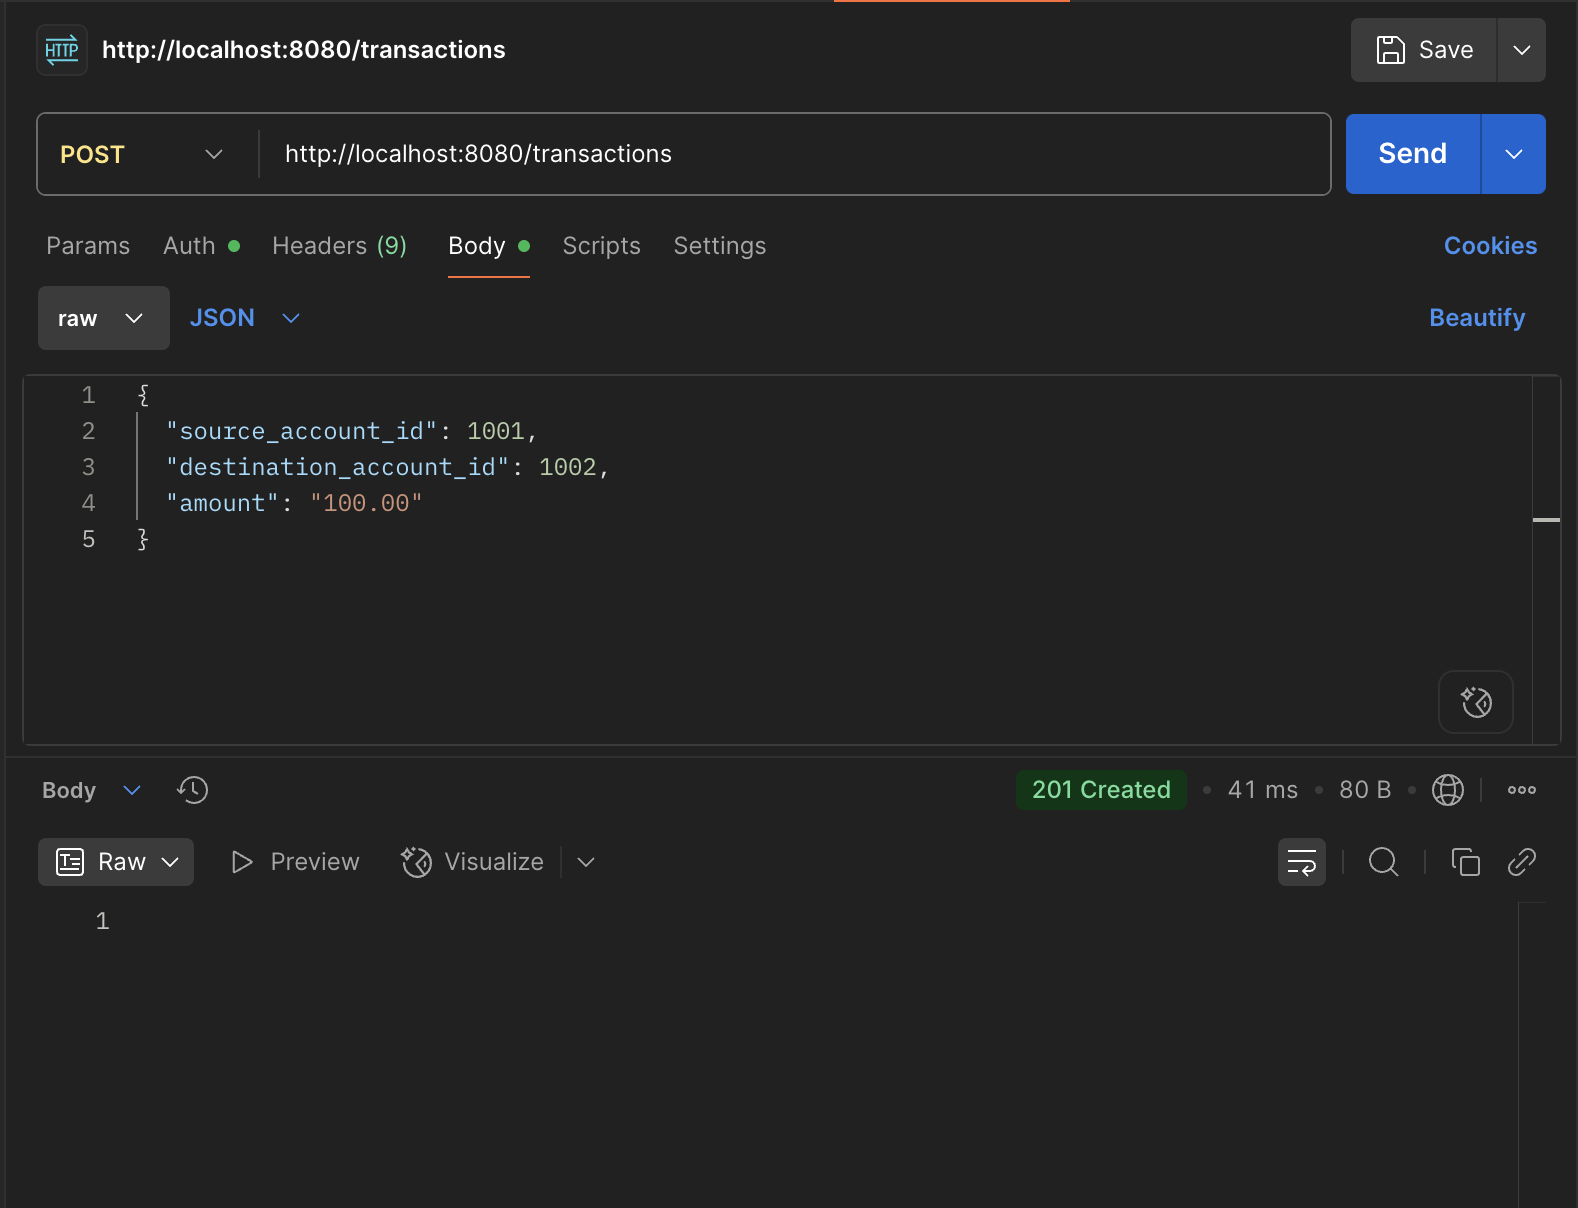 HTTP http://localhost:8080/transactions Save
POST http://localhost:8080/transactions Send
Params Auth Headers (9) Body Scripts Settings Cookies
raw JSON Beautify
1 {
2 "source_account_id": 1001,
3 "destination_account_id": 1002,
4 "amount": "100.00"
5 }
Body 201 Created • 41 ms • 80 B •
Raw Preview Visualize
1